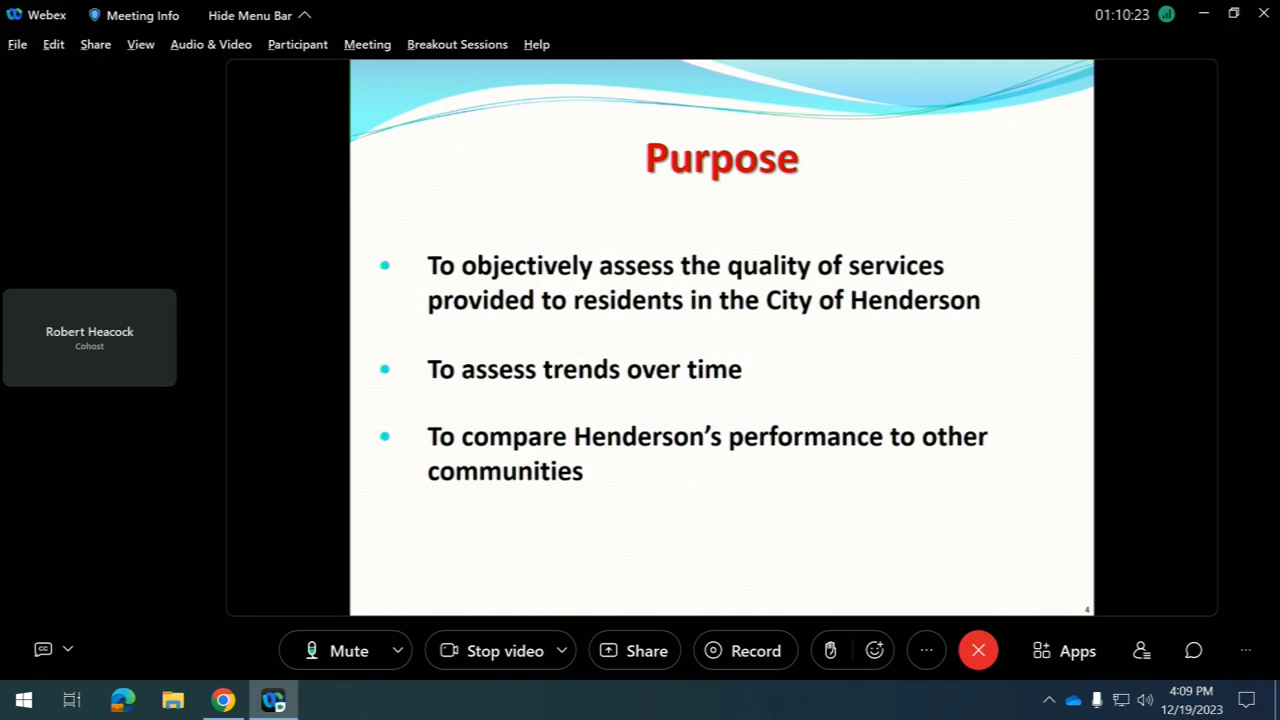 Webex Meeting Info Hide Menu Bar 01:10:23
File Edit Share View Audio & Video Participant Meeting Breakout Sessions Help
Purpose
• To objectively assess the quality of services
provided to residents in the City of Henderson
• To assess trends over time
• To compare Henderson's performance to other
communities
4
Robert Heacock
Cohost
CC Mute Stop video Share Record Apps
4:09 PM
12/19/2023